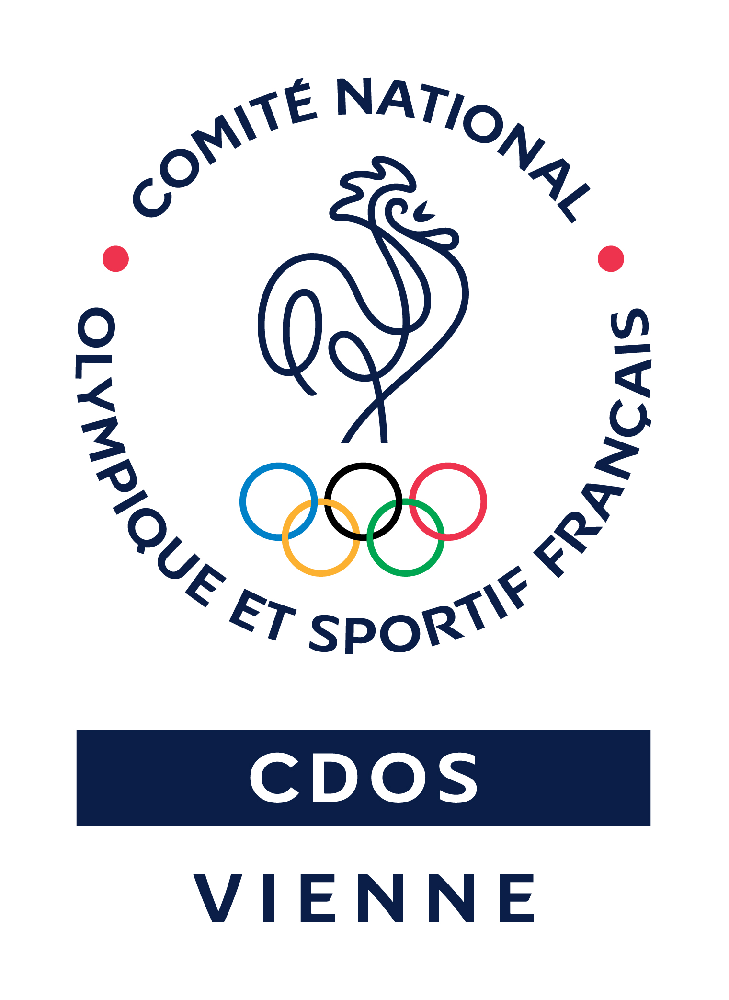 COMITÉ NATIONAL
OLYMPIQUE ET SPORTIF FRANÇAIS
CDOS
VIENNE